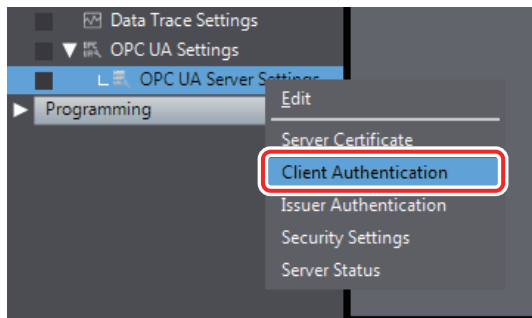 Data Trace Settings
OPC UA Settings
OPC UA Server Settings
Programming
Edit
Server Certificate
Client Authentication
Issuer Authentication
Security Settings
Server Status